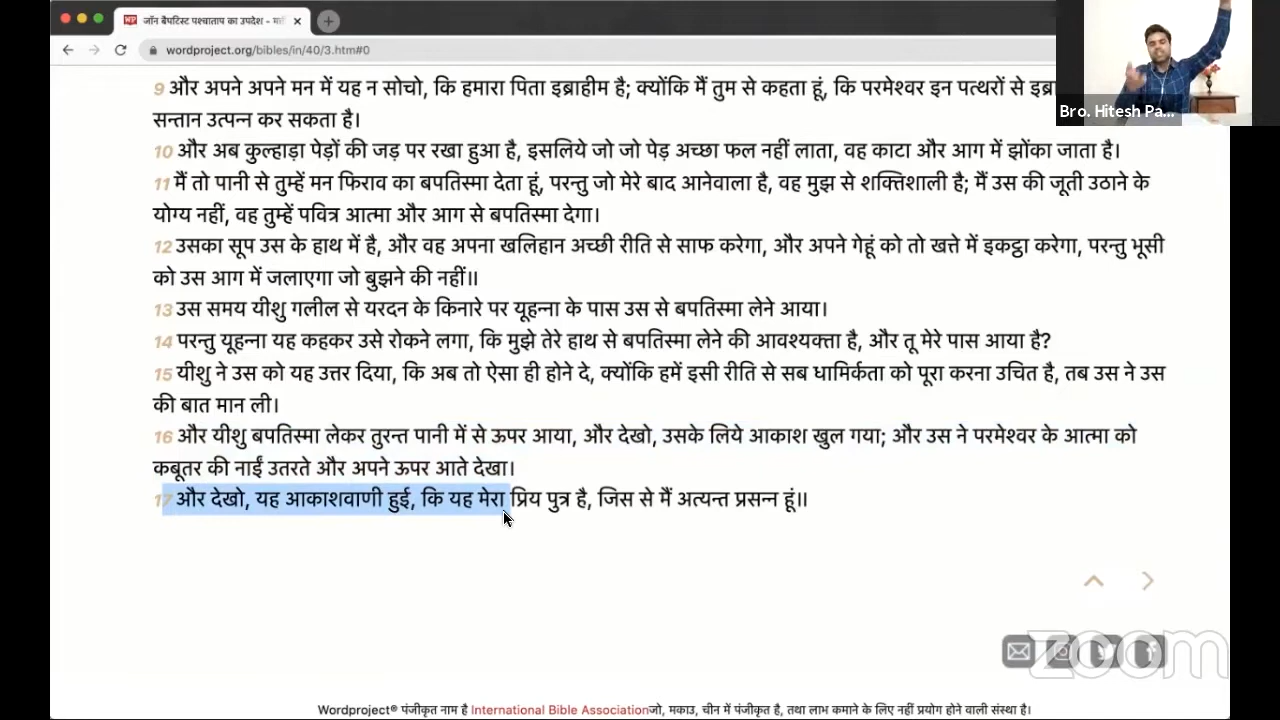 जॉन बैपटिस्ट पश्चाताप का उपदेश - मा
wordproject.org/bibles/in/40/3.htm#0
Bro. Hitesh Pa...
9 और अपने अपने मन में यह न सोचो, कि हमारा पिता इब्राहीम है; क्योंकि मैं तुम से कहता हूं, कि परमेश्वर इन पत्थरों से इब्रा
सन्तान उत्पन्न कर सकता है।
10 और अब कुल्हाड़ा पेड़ों की जड़ पर रखा हुआ है, इसलिये जो जो पेड़ अच्छा फल नहीं लाता, वह काटा और आग में झोंका जाता है।
11 मैं तो पानी से तुम्हें मन फिराव का बपतिस्मा देता हूं, परन्तु जो मेरे बाद आनेवाला है, वह मुझ से शक्तिशाली है; मैं उस की जूती उठाने के
योग्य नहीं, वह तुम्हें पवित्र आत्मा और आग से बपतिस्मा देगा।
12 उसका सूप उस के हाथ में है, और वह अपना खलिहान अच्छी रीति से साफ करेगा, और अपने गेहूं को तो खत्ते में इकट्ठा करेगा, परन्तु भूसी
को उस आग में जलाएगा जो बुझने की नहीं॥
13 उस समय यीशु गलील से यरदन के किनारे पर यूहन्ना के पास उस से बपतिस्मा लेने आया।
14 परन्तु यूहन्ना यह कहकर उसे रोकने लगा, कि मुझे तेरे हाथ से बपतिस्मा लेने की आवश्यक्ता है, और तू मेरे पास आया है?
15 यीशु ने उस को यह उत्तर दिया, कि अब तो ऐसा ही होने दे, क्योंकि हमें इसी रीति से सब धामिर्कता को पूरा करना उचित है, तब उस ने उस
की बात मान ली।
16 और यीशु बपतिस्मा लेकर तुरन्त पानी में से ऊपर आया, और देखो, उसके लिये आकाश खुल गया; और उस ने परमेश्वर के आत्मा को
कबूतर की नाईं उतरते और अपने ऊपर आते देखा।
17 और देखो, यह आकाशवाणी हुई, कि यह मेरा प्रिय पुत्र है, जिस से मैं अत्यन्त प्रसन्न हूं॥
zoom
Wordproject® पंजीकृत नाम है International Bible Associationजो, मकाउ, चीन में पंजीकृत है, तथा लाभ कमाने के लिए नहीं प्रयोग होने वाली संस्था है।